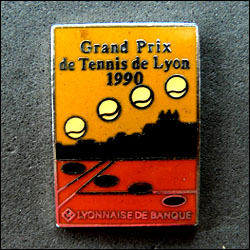 Grand Prix
de Tennis de Lyon
1990
LYONNAISE DE BANQUE